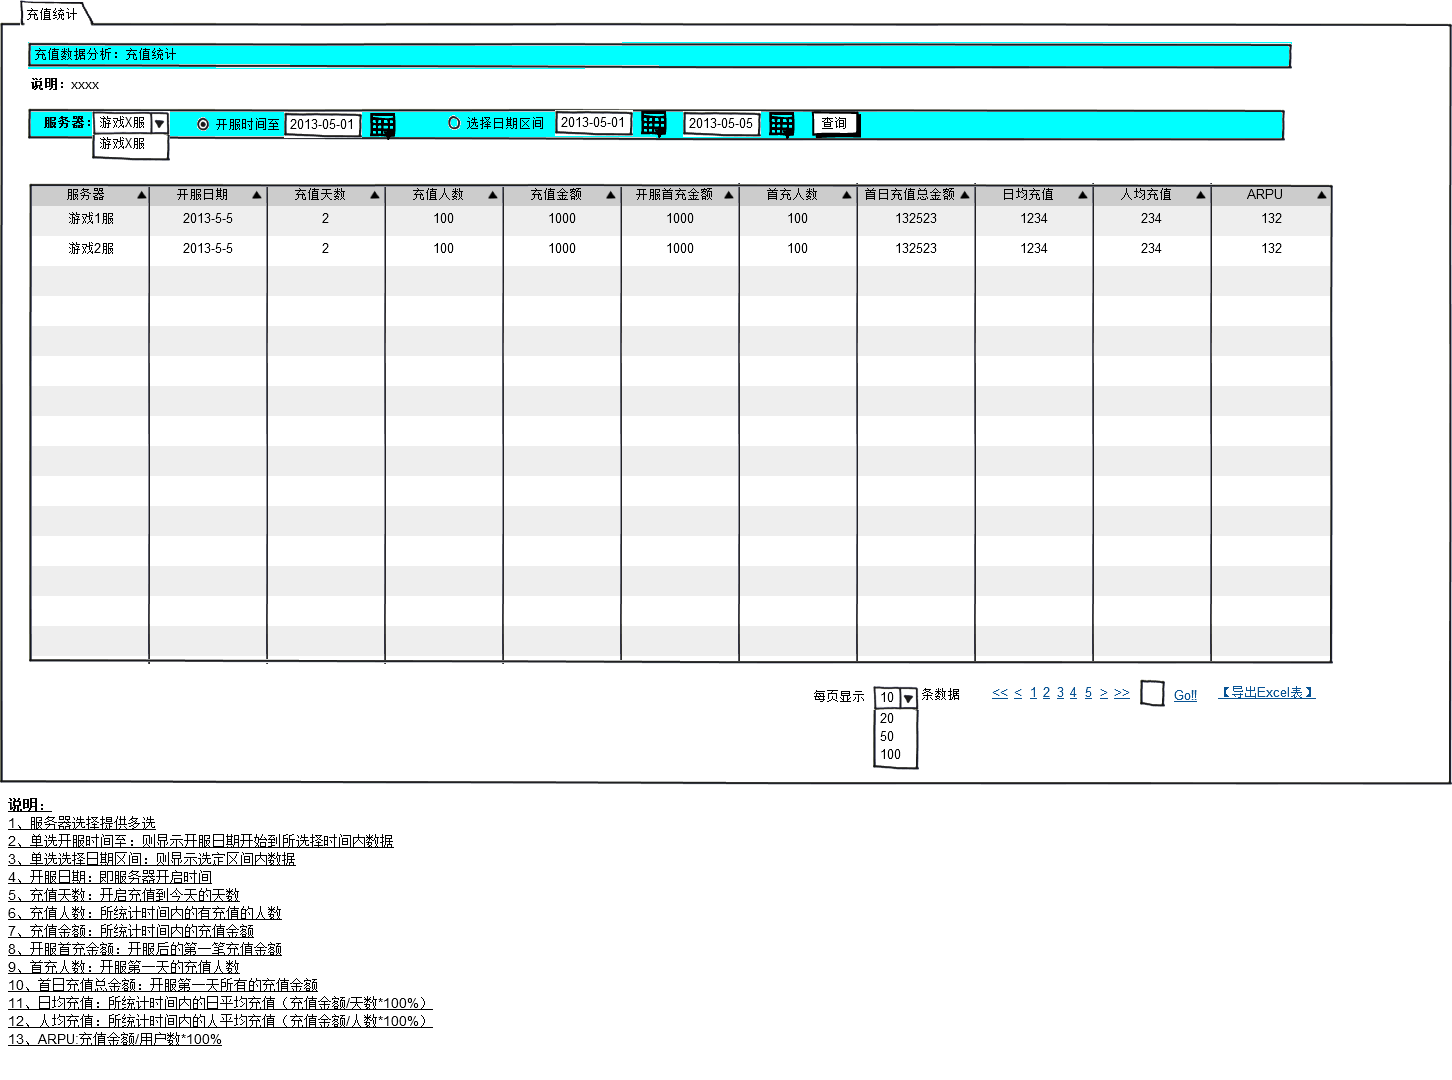 充值统计
充值数据分析：充值统计
说明：xxxx
服务器： 游戏X服 开服时间至 2013-05-01 选择日期区间 2013-05-01 2013-05-05 查询
游戏X服
服务器 开服日期 充值天数 充值人数 充值金额 开服首充金额 首充人数 首日充值总金额 日均充值 人均充值 ARPU
游戏1服 2013-5-5 2 100 1000 1000 100 132523 1234 234 132
游戏2服 2013-5-5 2 100 1000 1000 100 132523 1234 234 132
每页显示 10 条数据 << < 1 2 3 4 5 > >> Go!! 【导出Excel表】
20
50
100
说明：
1、服务器选择提供多选
2、单选开服时间至：则显示开服日期开始到所选择时间内数据
3、单选选择日期区间：则显示选定区间内数据
4、开服日期：即服务器开启时间
5、充值天数：开启充值到今天的天数
6、充值人数：所统计时间内的有充值的人数
7、充值金额：所统计时间内的充值金额
8、开服首充金额：开服后的第一笔充值金额
9、首充人数：开服第一天的充值人数
10、首日充值总金额：开服第一天所有的充值金额
11、日均充值：所统计时间内的日平均充值（充值金额/天数*100%）
12、人均充值：所统计时间内的人平均充值（充值金额/人数*100%）
13、ARPU:充值金额/用户数*100%